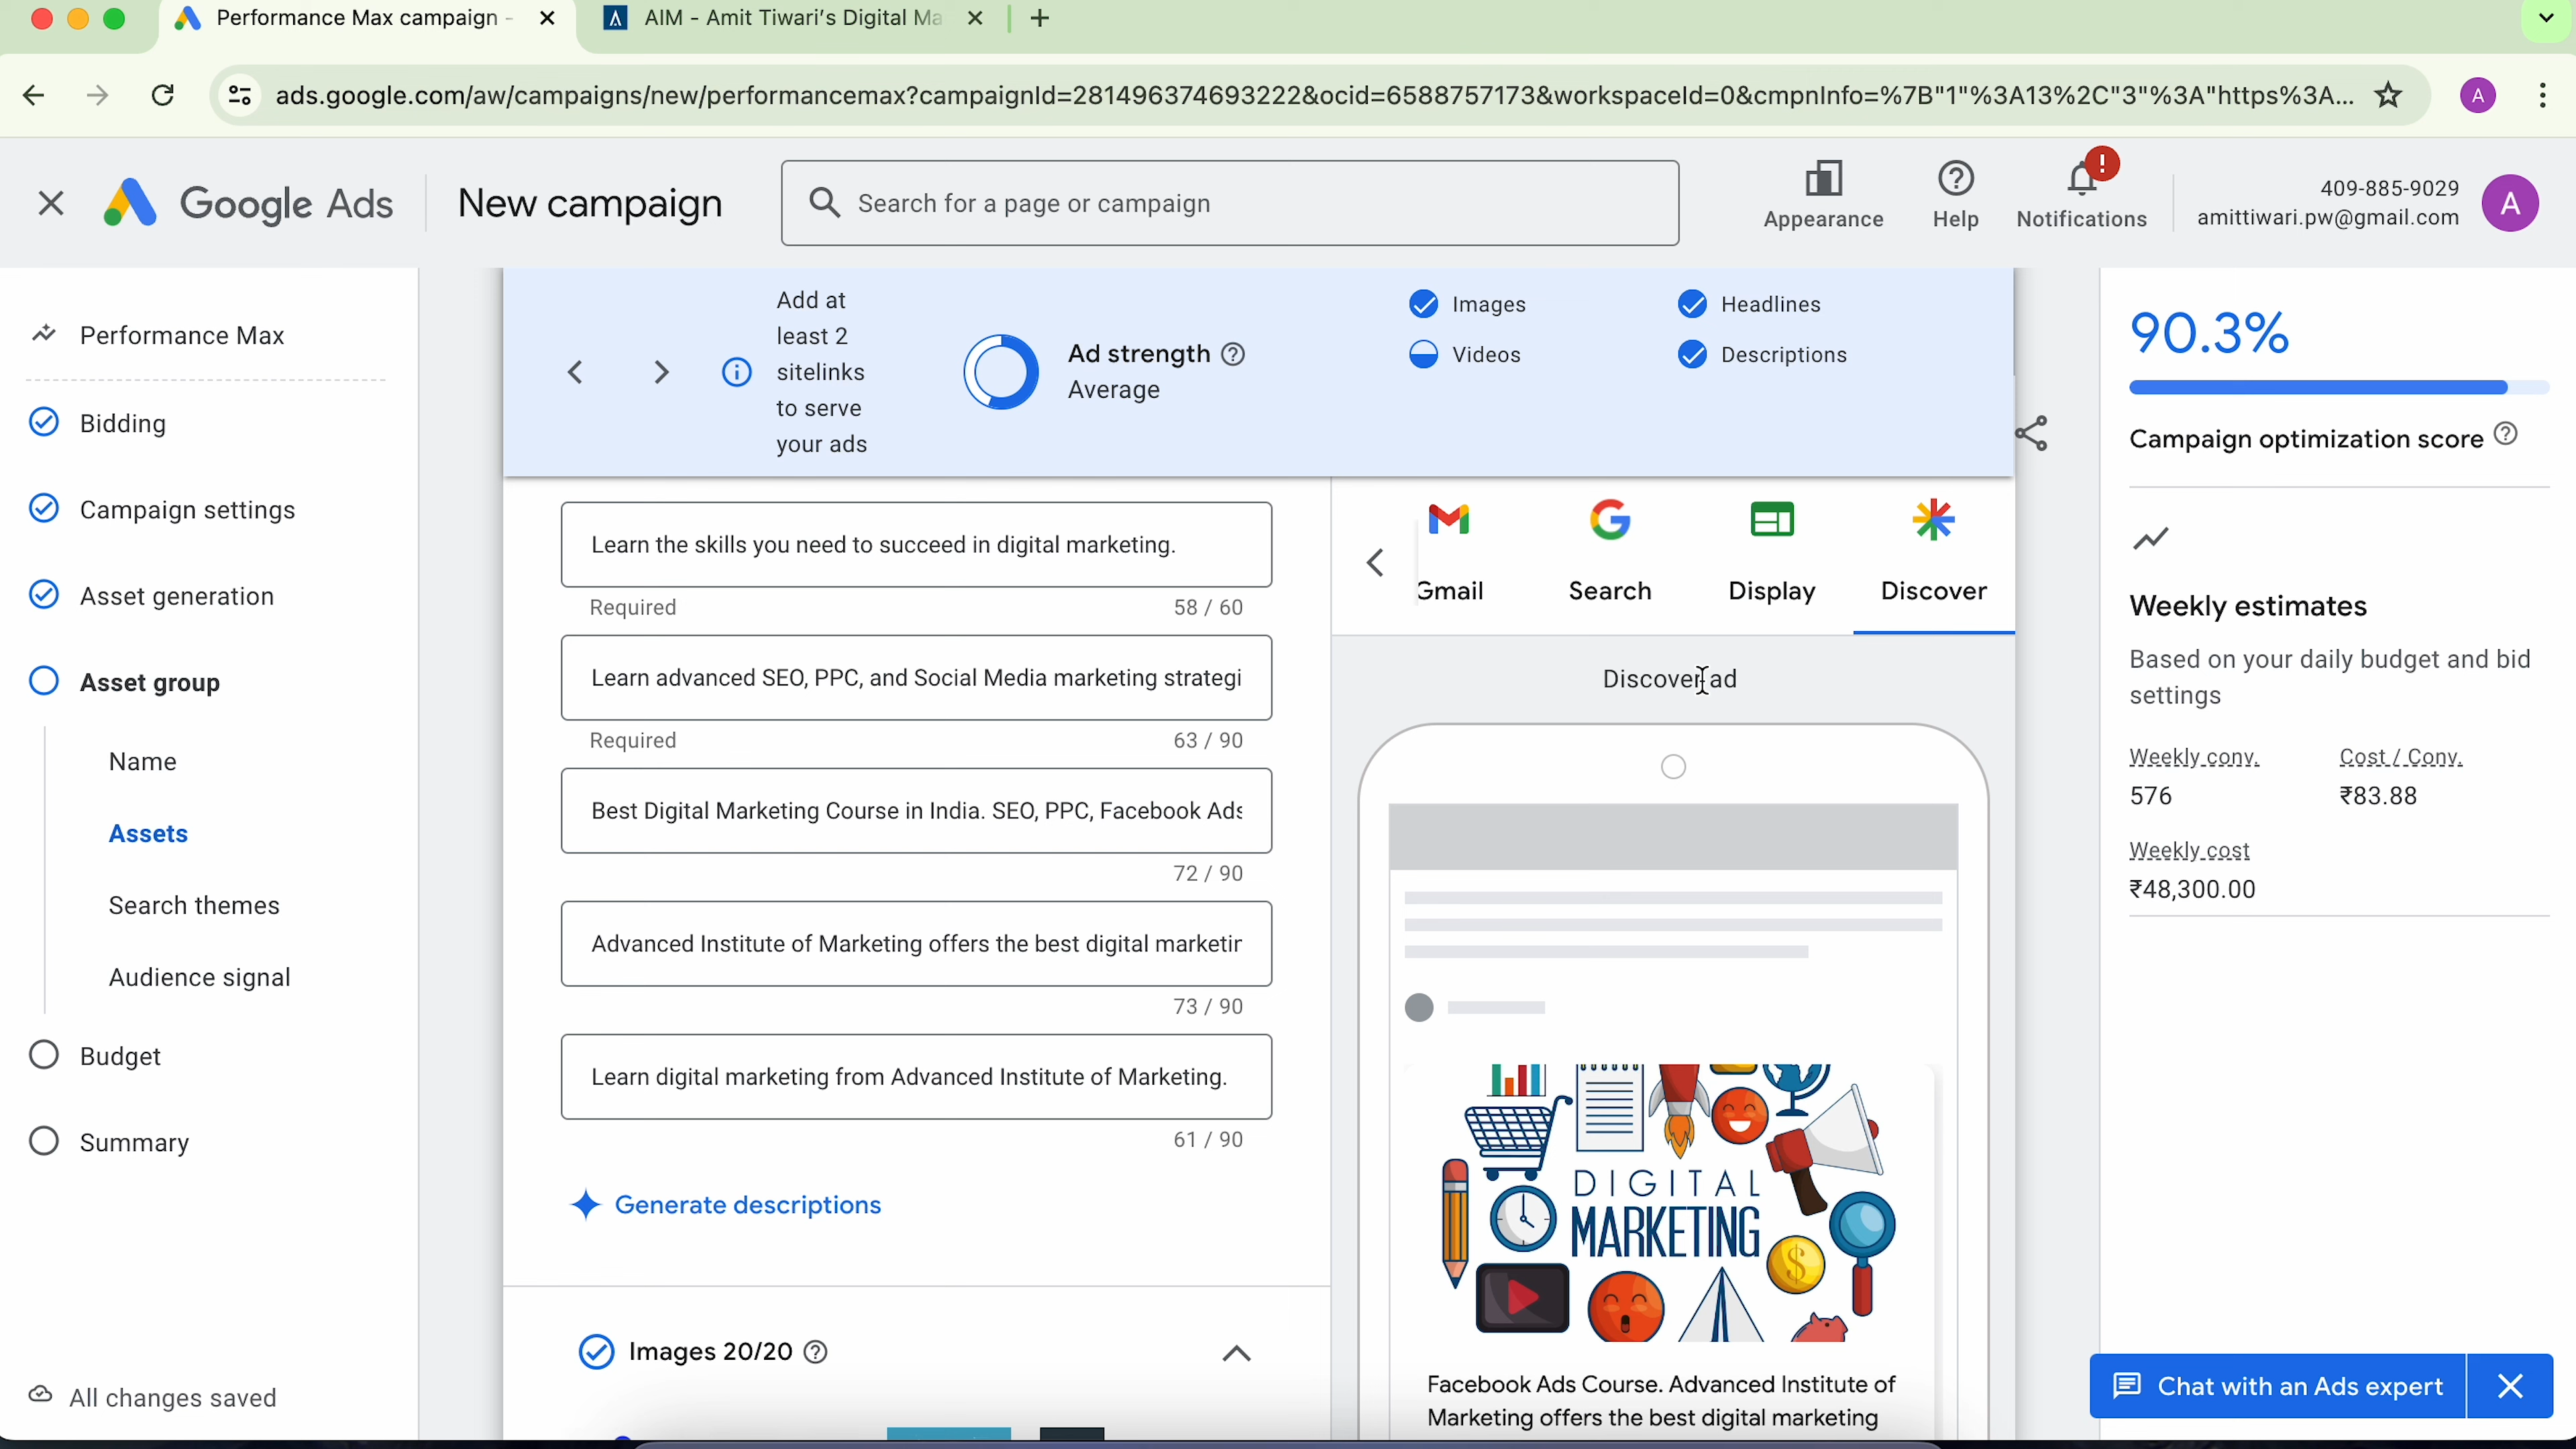 Performance Max campaign -
AIM - Amit Tiwari's Digital Ma
ads.google.com/aw/campaigns/new/performancemax?campaignId=281496374693222&ocid=6588757173&workspaceId=0&cmpnInfo=%7B"1"%3A13%2C"3"%3A"https%3A...
A
Google Ads
New campaign
Search for a page or campaign
Appearance
Help
Notifications
409-885-9029
amittiwari.pw@gmail.com
A
Performance Max
Bidding
Campaign settings
Asset generation
Asset group
Name
Assets
Search themes
Audience signal
Budget
Summary
All changes saved
Add at
least 2
sitelinks
to serve
your ads
Ad strength
Average
Images
Headlines
Videos
Descriptions
Learn the skills you need to succeed in digital marketing.
Required
58 / 60
Learn advanced SEO, PPC, and Social Media marketing strategi
Required
63 / 90
Best Digital Marketing Course in India. SEO, PPC, Facebook Ads
72 / 90
Advanced Institute of Marketing offers the best digital marketin
73 / 90
Learn digital marketing from Advanced Institute of Marketing.
61 / 90
Generate descriptions
Images 20/20
Gmail
Search
Display
Discover
Discover ad
DIGITAL
MARKETING
Facebook Ads Course. Advanced Institute of
Marketing offers the best digital marketing
90.3%
Campaign optimization score
Weekly estimates
Based on your daily budget and bid
settings
Weekly conv.
Cost / Conv.
576
₹83.88
Weekly cost
₹48,300.00
Chat with an Ads expert